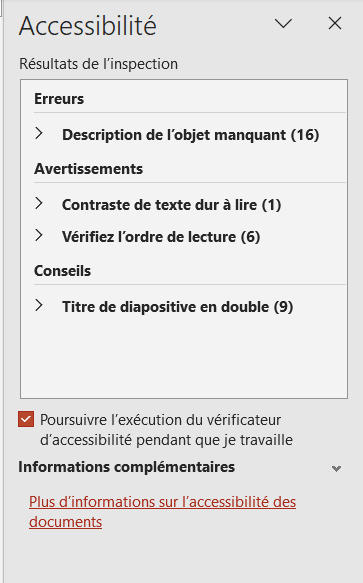 Accessibilité
Résultats de l’inspection
Erreurs
Description de l’objet manquant (16)
Avertissements
Contraste de texte dur à lire (1)
Vérifiez l’ordre de lecture (6)
Conseils
Titre de diapositive en double (9)
Poursuivre l’exécution du vérificateur
d’accessibilité pendant que je travaille
Informations complémentaires
Plus d’informations sur l’accessibilité des
documents